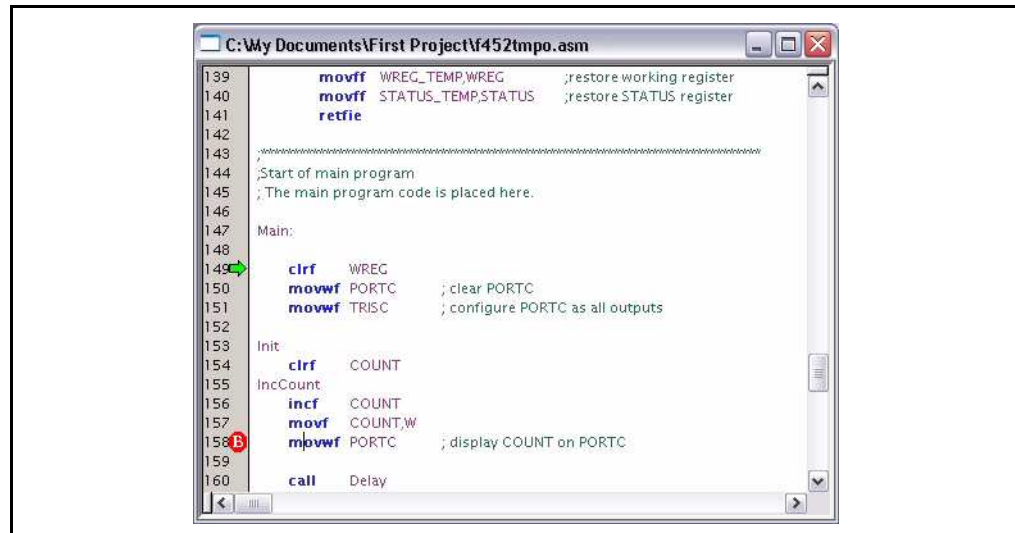 C:\My Documents\First Project\f452tmpo.asm
139 movff WREG_TEMP,WREG ;restore working register
140 movff STATUS_TEMP,STATUS ;restore STATUS register
141 retfie
142
143 ;******************************************************************************
144 ;Start of main program
145 ; The main program code is placed here.
146
147 Main:
148
149 clrf WREG
150 movwf PORTC ; clear PORTC
151 movwf TRISC ; configure PORTC as all outputs
152
153 Init
154 clrf COUNT
155 IncCount
156 incf COUNT
157 movf COUNT,W
158 B movwf PORTC ; display COUNT on PORTC
159
160 call Delay